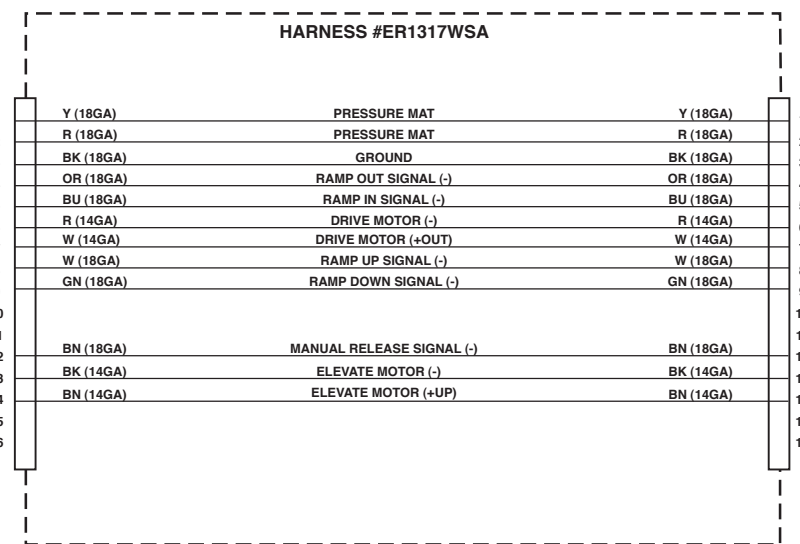 HARNESS #ER1317WSA
Y (18GA) PRESSURE MAT Y (18GA)
R (18GA) PRESSURE MAT R (18GA)
BK (18GA) GROUND BK (18GA)
OR (18GA) RAMP OUT SIGNAL (-) OR (18GA)
BU (18GA) RAMP IN SIGNAL (-) BU (18GA)
R (14GA) DRIVE MOTOR (-) R (14GA)
W (14GA) DRIVE MOTOR (+OUT) W (14GA)
W (18GA) RAMP UP SIGNAL (-) W (18GA)
GN (18GA) RAMP DOWN SIGNAL (-) GN (18GA)
BN (18GA) MANUAL RELEASE SIGNAL (-) BN (18GA)
BK (14GA) ELEVATE MOTOR (-) BK (14GA)
BN (14GA) ELEVATE MOTOR (+UP) BN (14GA)